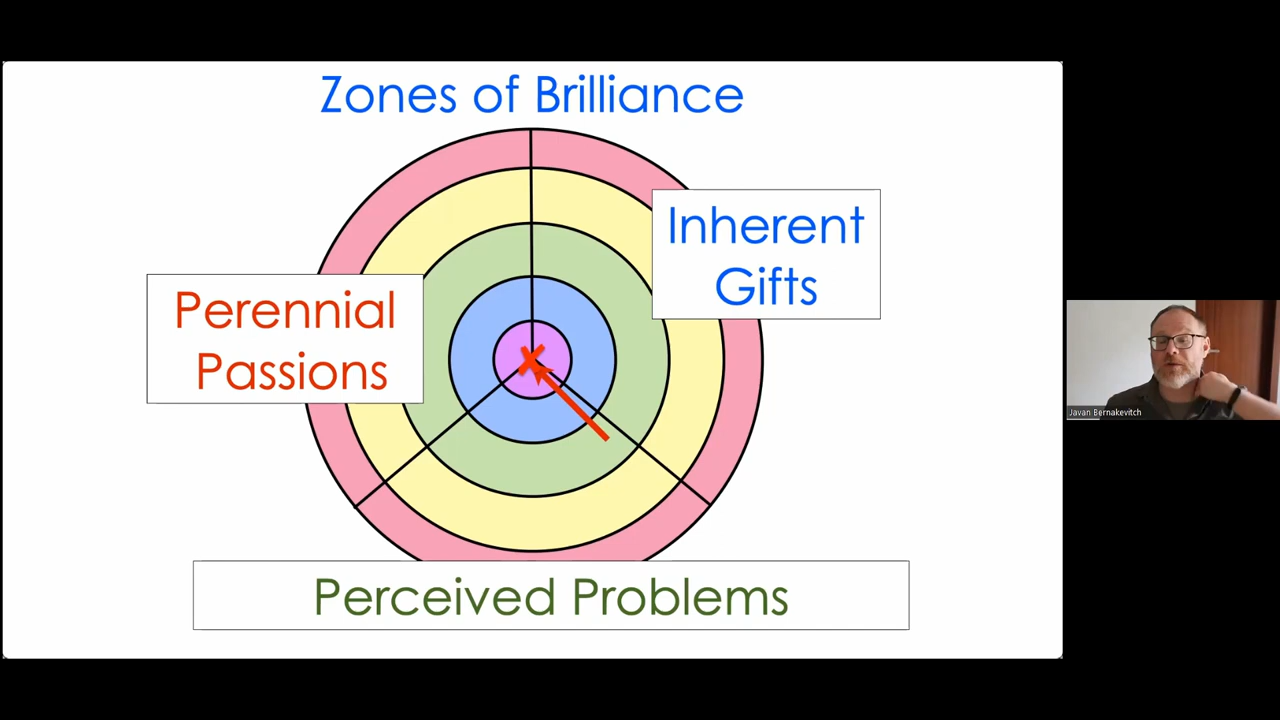 Zones of Brilliance
Inherent
Gifts
Perennial
Passions
Perceived Problems
Javan Bernakevitch